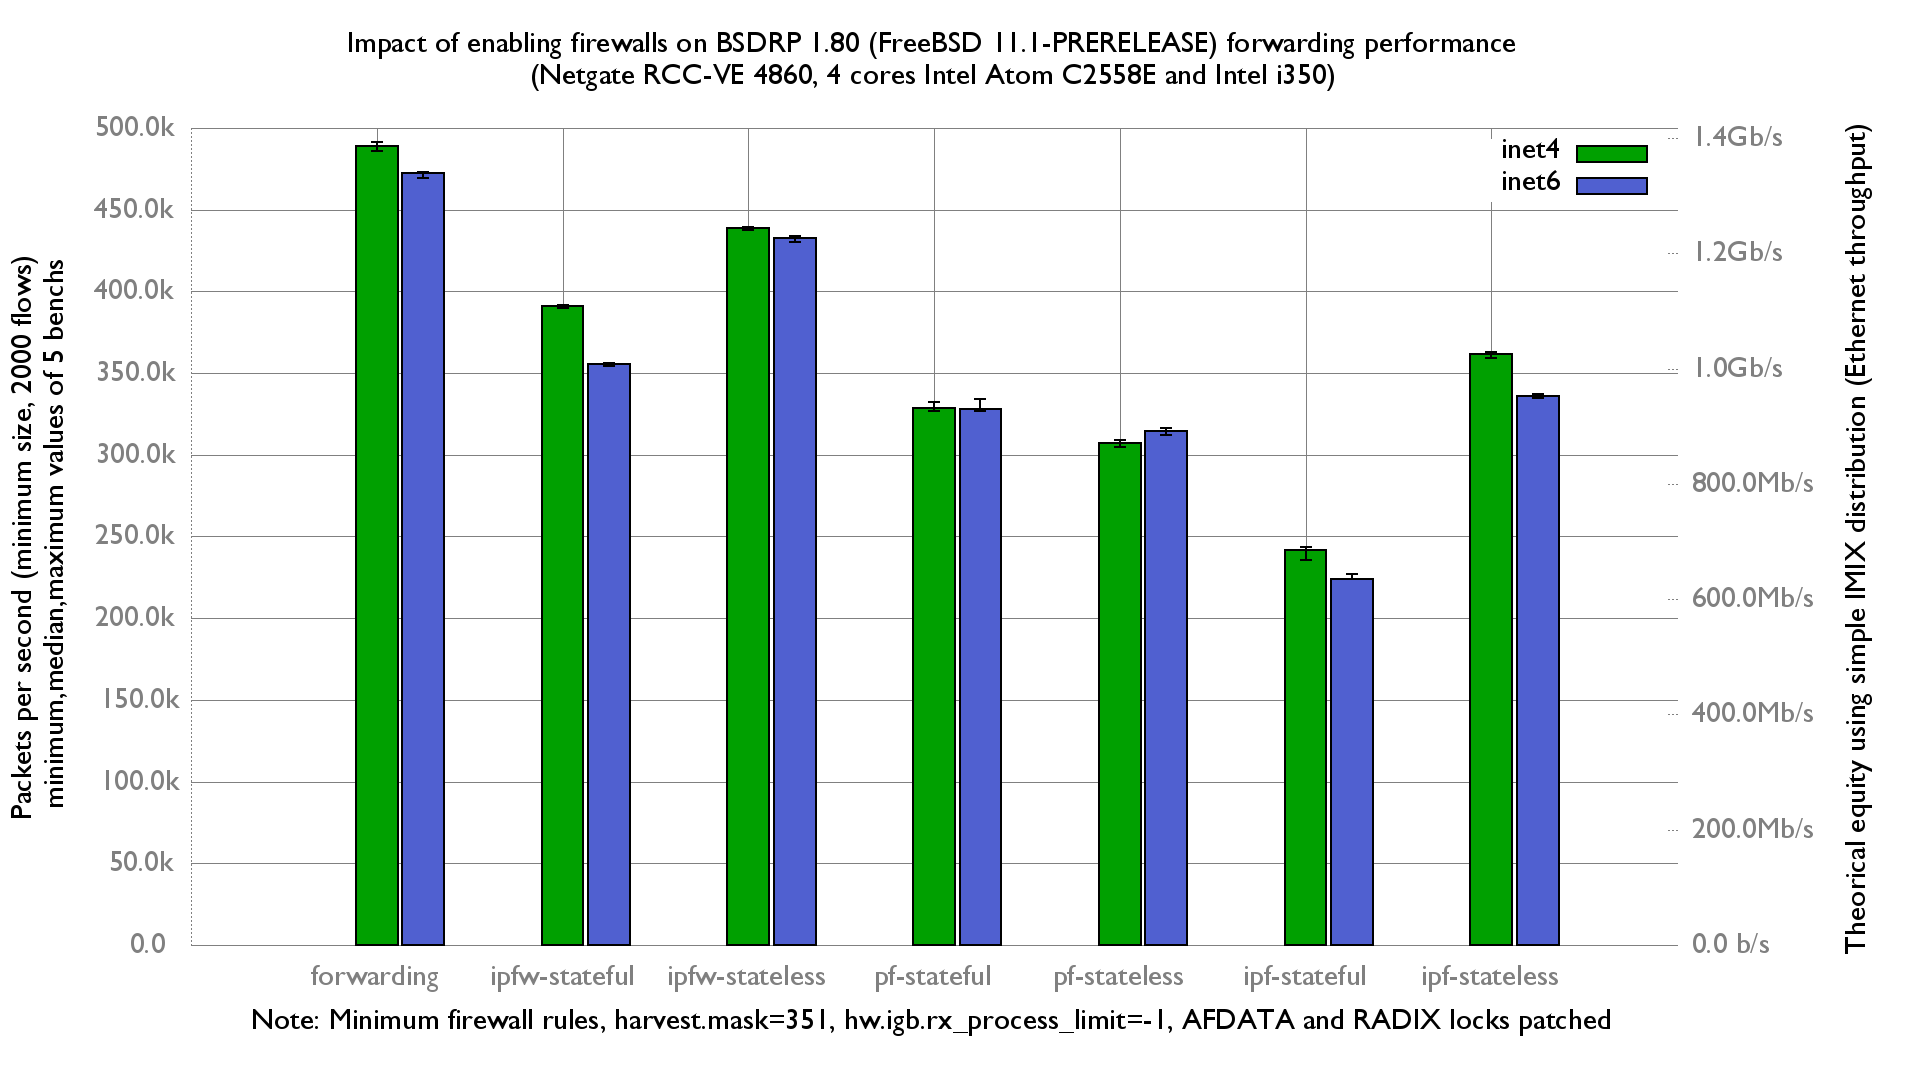 Impact of enabling firewalls on BSDRP 1.80 (FreeBSD 11.1-PRERELEASE) forwarding performance
(Netgate RCC-VE 4860, 4 cores Intel Atom C2558E and Intel i350)
Packets per second (minimum size, 2000 flows)
minimum,median,maximum values of 5 benchs
500.0k
450.0k
400.0k
350.0k
300.0k
250.0k
200.0k
150.0k
100.0k
50.0k
0.0
inet4
inet6
1.4Gb/s
1.2Gb/s
1.0Gb/s
800.0Mb/s
600.0Mb/s
400.0Mb/s
200.0Mb/s
0.0 b/s
Theorical equity using simple IMIX distribution (Ethernet throughput)
forwarding
ipfw-stateful
ipfw-stateless
pf-stateful
pf-stateless
ipf-stateful
ipf-stateless
Note: Minimum firewall rules, harvest.mask=351, hw.igb.rx_process_limit=-1, AFDATA and RADIX locks patched